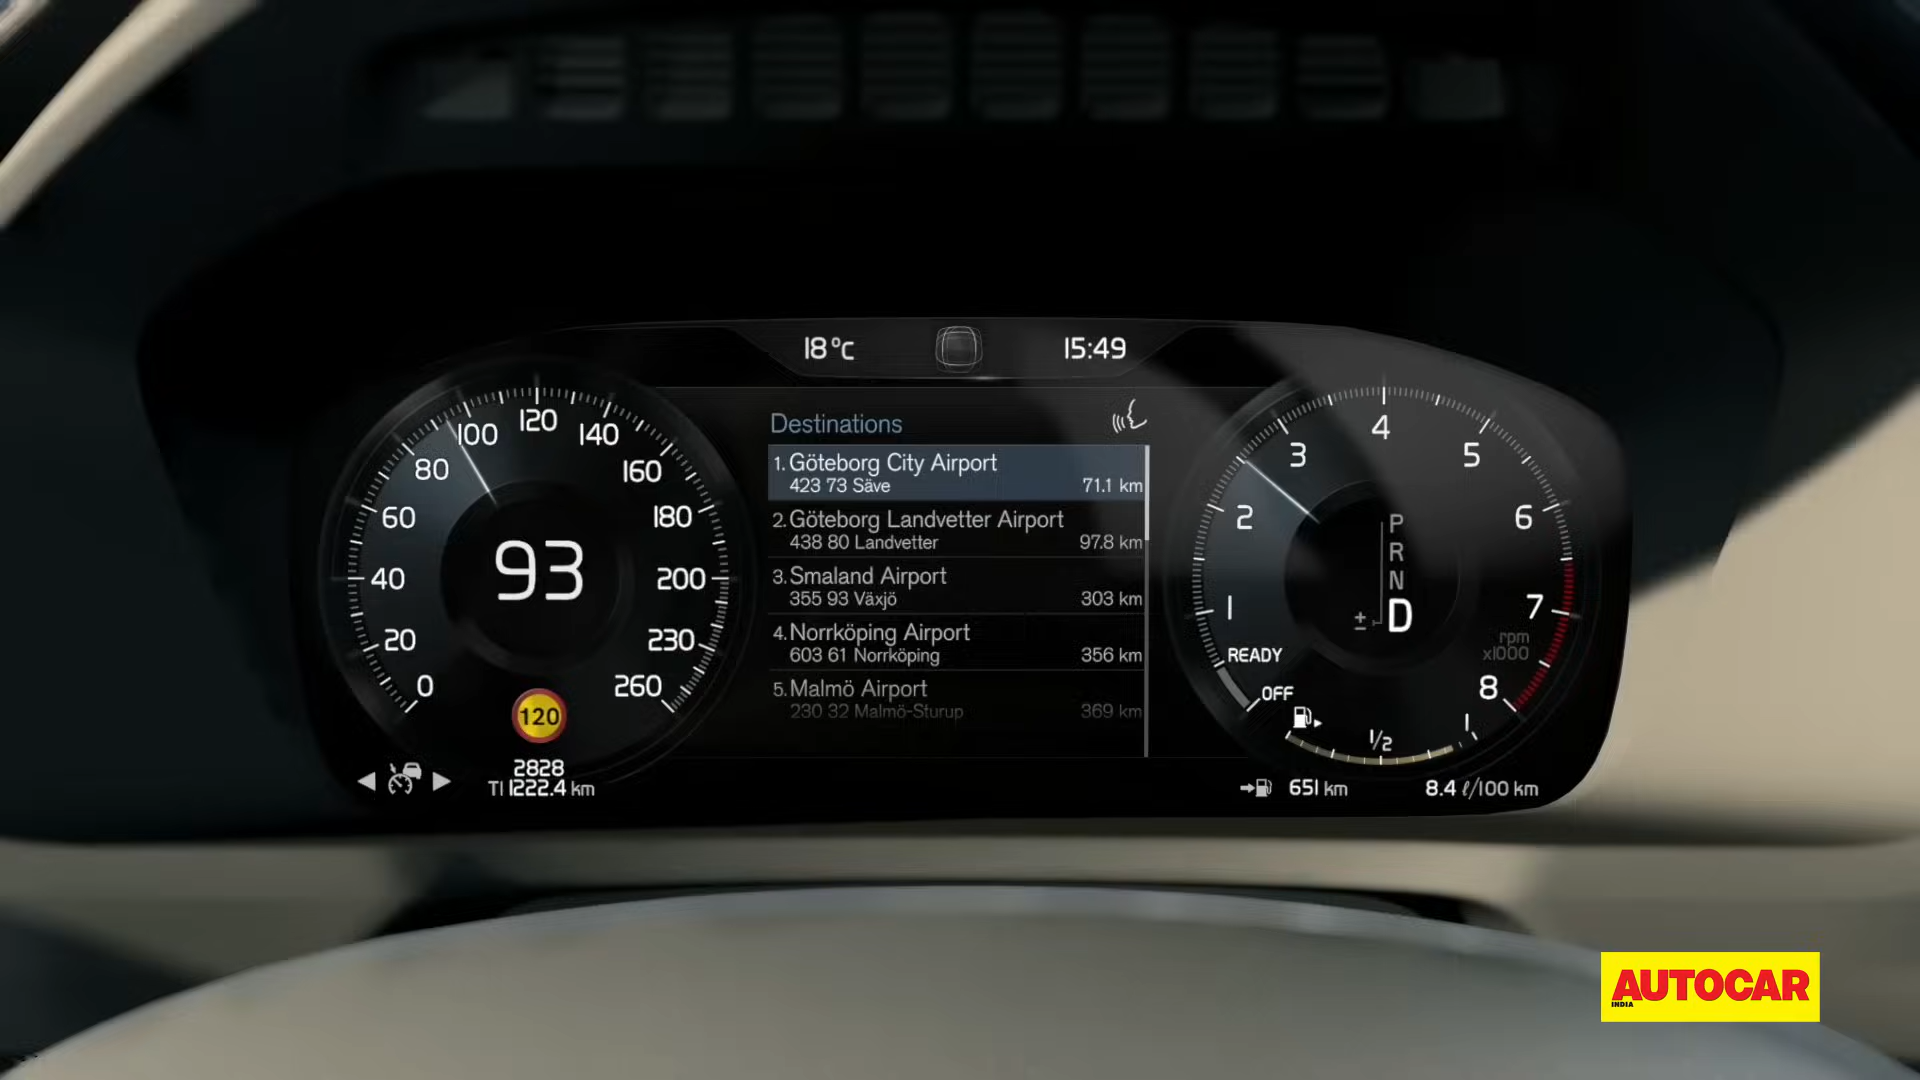 18°C
15:49
Destinations
1. Göteborg City Airport
423 73 Säve 71.1 km
2. Göteborg Landvetter Airport
438 80 Landvetter 97.8 km
3. Smaland Airport
355 93 Växjö 303 km
4. Norrköping Airport
603 61 Norrköping 356 km
5. Malmö Airport
230 32 Malmö-Sturup 369 km
0
20
40
60
80
100
120
140
160
180
200
230
260
93
120
2828
T1 1222.4 km
OFF
READY
1
2
3
4
5
6
7
8
rpm
x1000
P
R
N
D
±
1/2
1
651 km
8.4 ℓ/100 km
AUTOCAR
INDIA